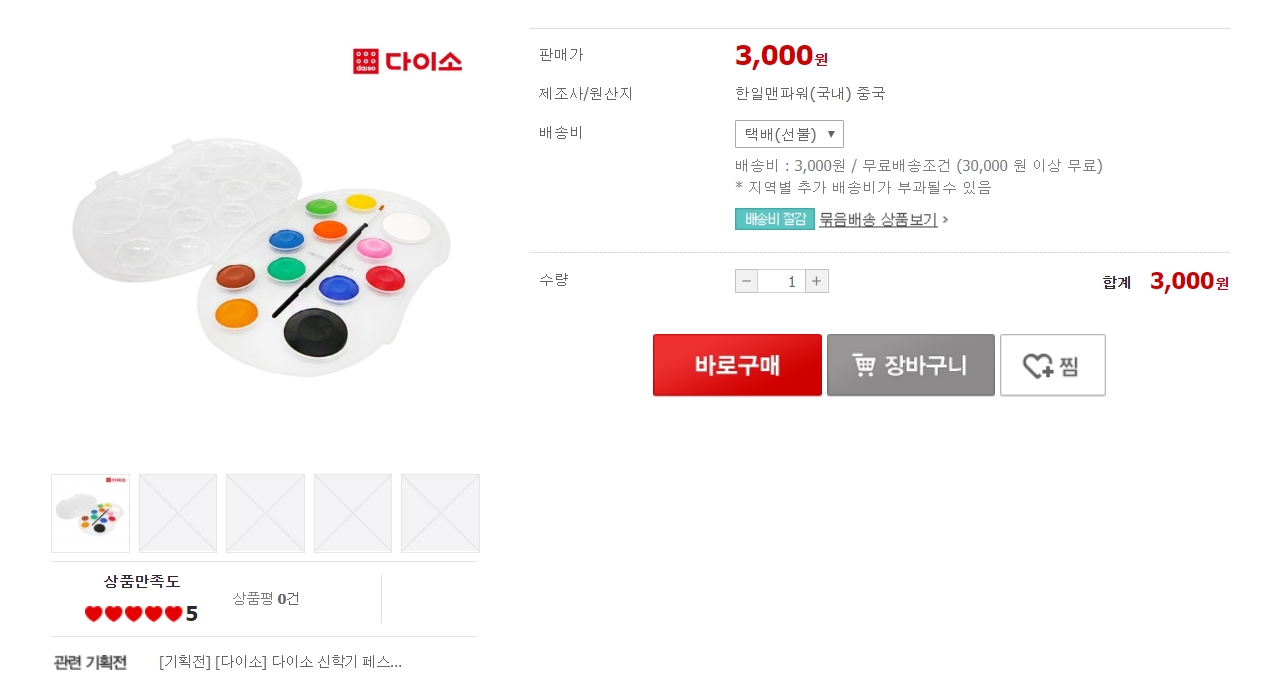 daiso 다이소
판매가
3,000원
제조사/원산지
한일맨파워(국내) 중국
배송비
택배(선불) ▼
배송비 : 3,000원 / 무료배송조건 (30,000 원 이상 무료)
* 지역별 추가 배송비가 부과될수 있음
배송비 절감 묶음배송 상품보기 >
수량
− 1 +
합계 3,000원
바로구매
장바구니
찜
상품만족도
5
상품평 0건
관련 기획전
[기획전] [다이소] 다이소 신학기 페스...